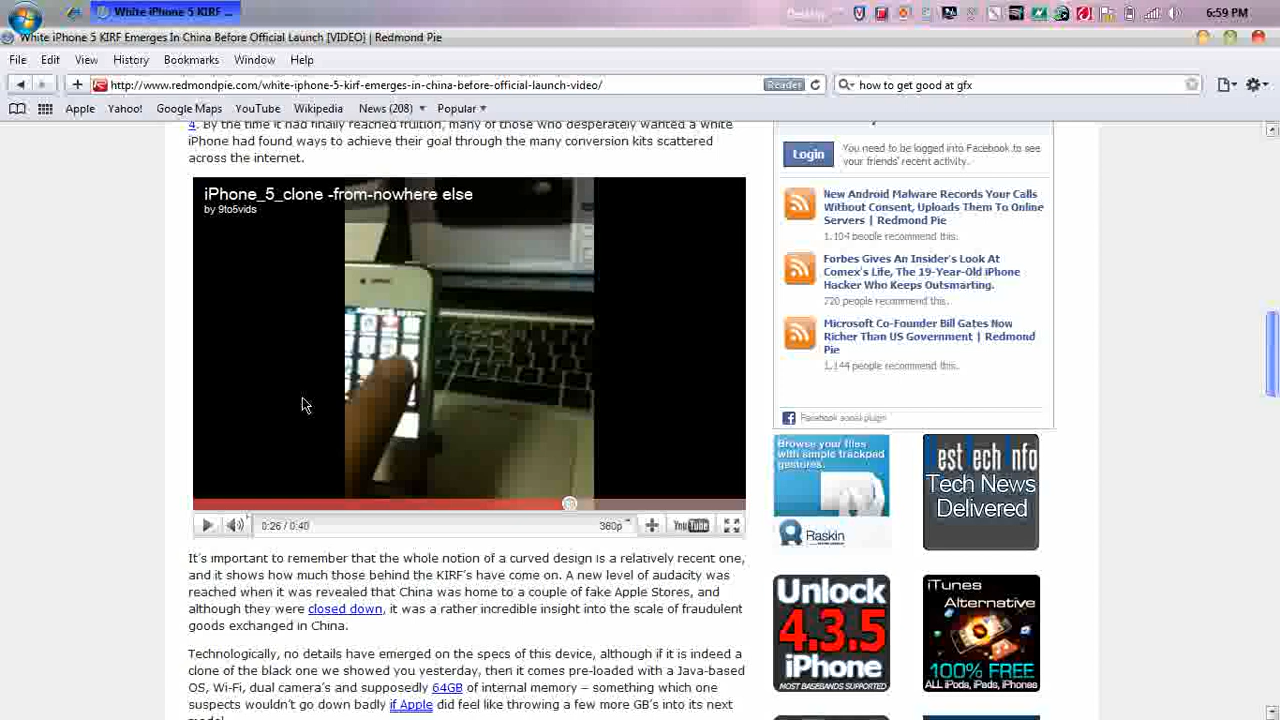 White iPhone 5 KIRF ...
Desktop
6:59 PM
White iPhone 5 KIRF Emerges In China Before Official Launch [VIDEO] | Redmond Pie
File Edit View History Bookmarks Window Help
http://www.redmondpie.com/white-iphone-5-kirf-emerges-in-china-before-official-launch-video/
Reader
how to get good at gfx
Apple Yahoo! Google Maps YouTube Wikipedia News (208) Popular
4. By the time it had finally reached fruition, many of those who desperately wanted a white
iPhone had found ways to achieve their goal through the many conversion kits scattered
across the internet.
iPhone_5_clone -from-nowhere else
by 9to5vids
0:26 / 0:40
360p
YouTube
It's important to remember that the whole notion of a curved design is a relatively recent one,
and it shows how much those behind the KIRF's have come on. A new level of audacity was
reached when it was revealed that China was home to a couple of fake Apple Stores, and
although they were closed down, it was a rather incredible insight into the scale of fraudulent
goods exchanged in China.
Technologically, no details have emerged on the specs of this device, although if it is indeed a
clone of the black one we showed you yesterday, then it comes pre-loaded with a Java-based
OS, Wi-Fi, dual camera's and supposedly 64GB of internal memory – something which one
suspects wouldn't go down badly if Apple did feel like throwing a few more GB's into its next
Login
You need to be logged into Facebook to see
your friends' recent activity.
New Android Malware Records Your Calls
Without Consent, Uploads Them To Online
Servers | Redmond Pie
1,104 people recommend this.
Forbes Gives An Insider's Look At
Comex's Life, The 19-Year-Old iPhone
Hacker Who Keeps Outsmarting.
720 people recommend this.
Microsoft Co-Founder Bill Gates Now
Richer Than US Government | Redmond
Pie
1,144 people recommend this.
Facebook social plugin
Browse your files
with simple trackpad
gestures.
Raskin
est ech nfo
Tech News
Delivered
Unlock
4.3.5
iPhone
MOST BASEBANDS SUPPORTED
iTunes
Alternative
100% FREE
ALL iPods, iPads, iPhones